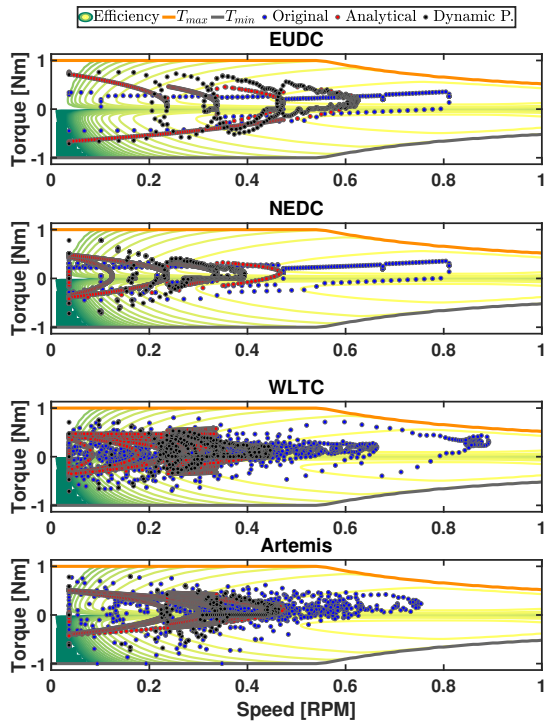 Efficiency T_max T_min Original Analytical Dynamic P.
EUDC
1
0
-1
Torque [Nm]
0 0.2 0.4 0.6 0.8 1
NEDC
1
0
-1
Torque [Nm]
0 0.2 0.4 0.6 0.8 1
WLTC
1
0
-1
Torque [Nm]
0 0.2 0.4 0.6 0.8 1
Artemis
1
0
-1
Torque [Nm]
0 0.2 0.4 0.6 0.8 1
Speed [RPM]